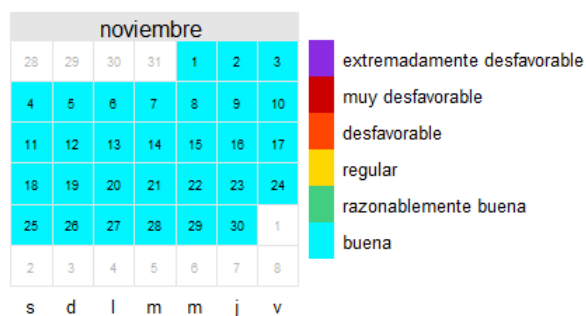 noviembre
28 29 30 31 1 2 3
4 5 6 7 8 9 10
11 12 13 14 15 16 17
18 19 20 21 22 23 24
25 26 27 28 29 30 1
2 3 4 5 6 7 8
s d l m m j v
extremadamente desfavorable
muy desfavorable
desfavorable
regular
razonablemente buena
buena